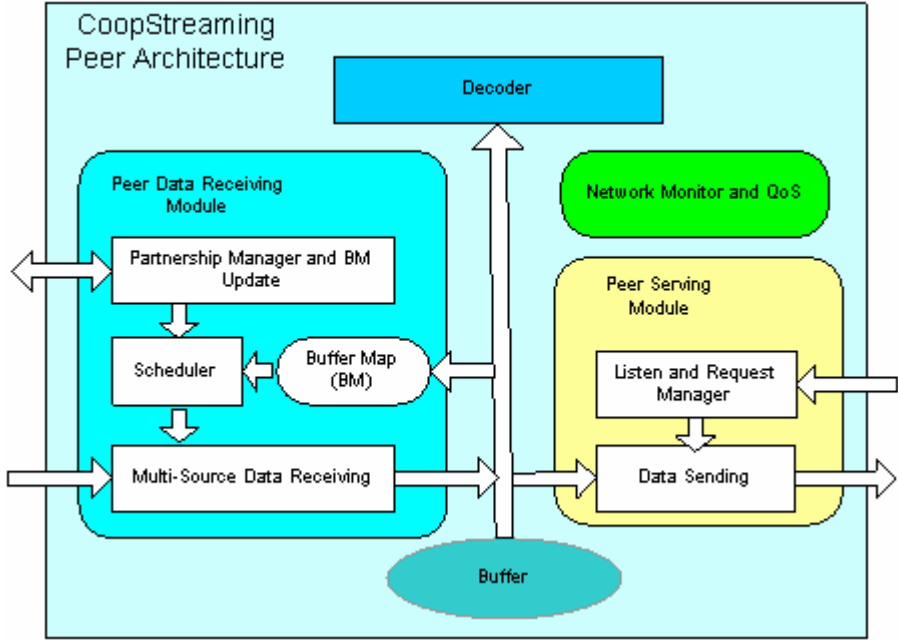 CoopStreaming
Peer Architecture
Decoder
Peer Data Receiving
Module
Network Monitor and QoS
Partnership Manager and BM
Update
Peer Serving
Module
Scheduler
Buffer Map
(BM)
Listen and Request
Manager
Multi-Source Data Receiving
Data Sending
Buffer